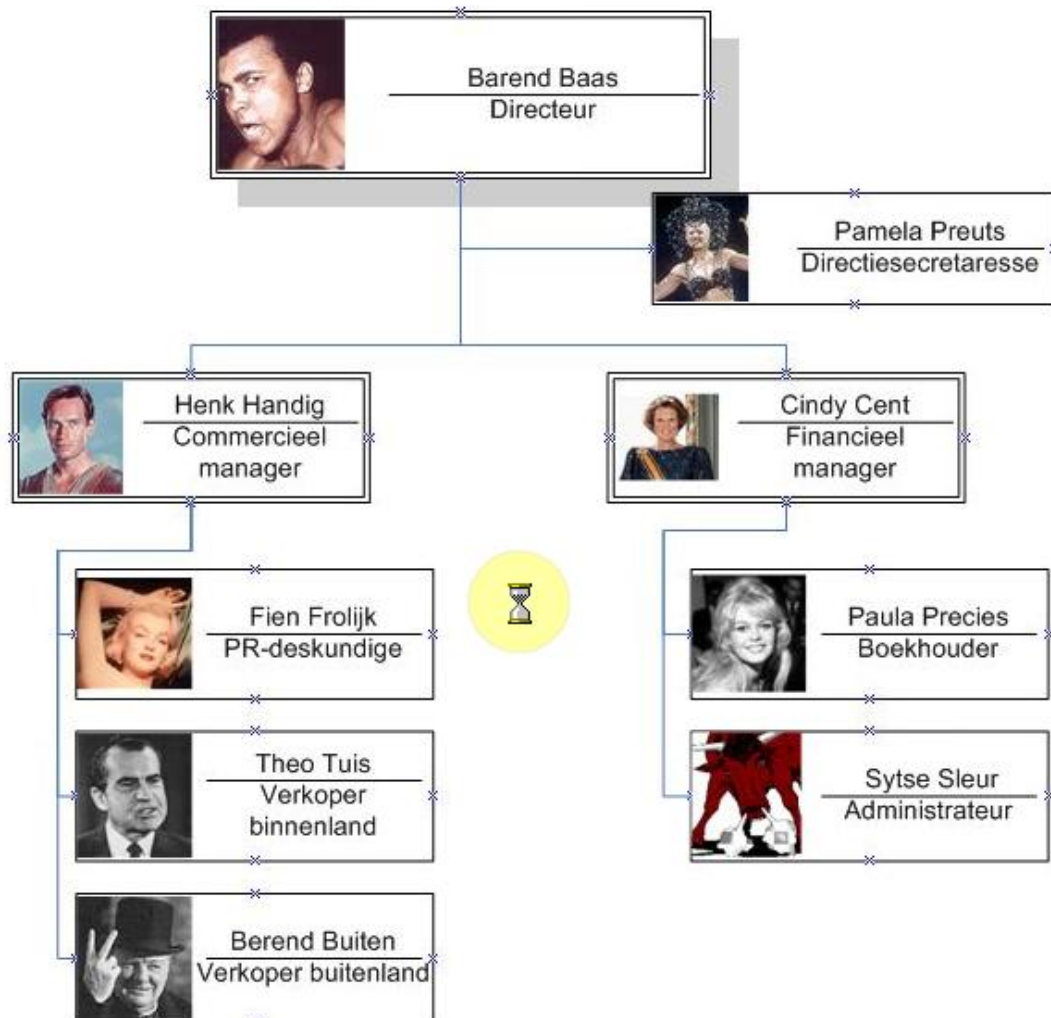 Barend Baas
Directeur
Pamela Preuts
Directiesecretaresse
Henk Handig
Commercieel
manager
Cindy Cent
Financieel
manager
Fien Frolijk
PR-deskundige
Paula Precies
Boekhouder
Theo Tuis
Verkoper
binnenland
Sytse Sleur
Administrateur
Berend Buiten
Verkoper buitenland